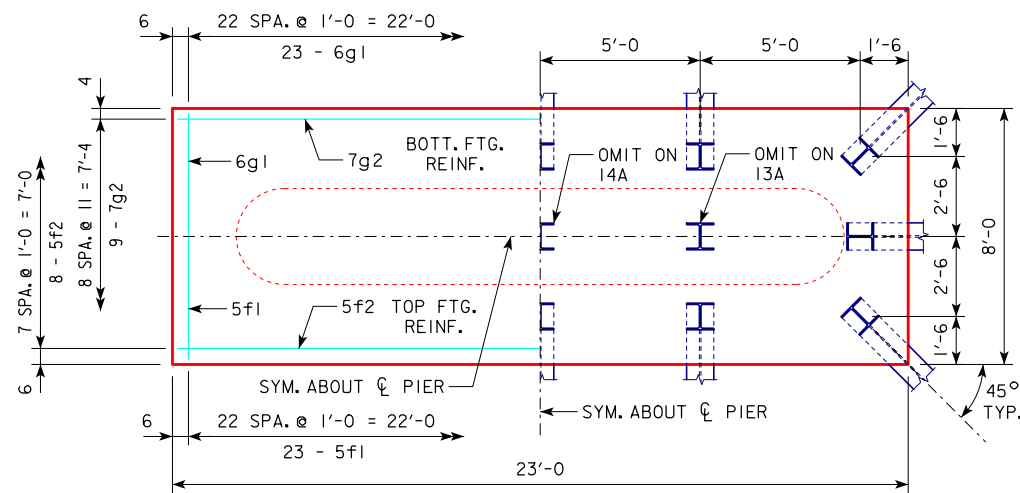 6
22 SPA. @ 1'-0 = 22'-0
23 - 6g1
5'-0
5'-0
1'-6
4
BOTT. FTG.
REINF.
7g2
6g1
OMIT ON
14A
OMIT ON
13A
1'-6
2'-6
8'-0
2'-6
1'-6
7 SPA. @ 1'-0 = 7'-0
8 - 5f2
8 SPA. @ 11 = 7'-4
9 - 7g2
6
5f1
5f2 TOP FTG.
REINF.
SYM. ABOUT ℄ PIER
SYM. ABOUT ℄ PIER
45°
TYP.
6
22 SPA. @ 1'-0 = 22'-0
23 - 5f1
23'-0